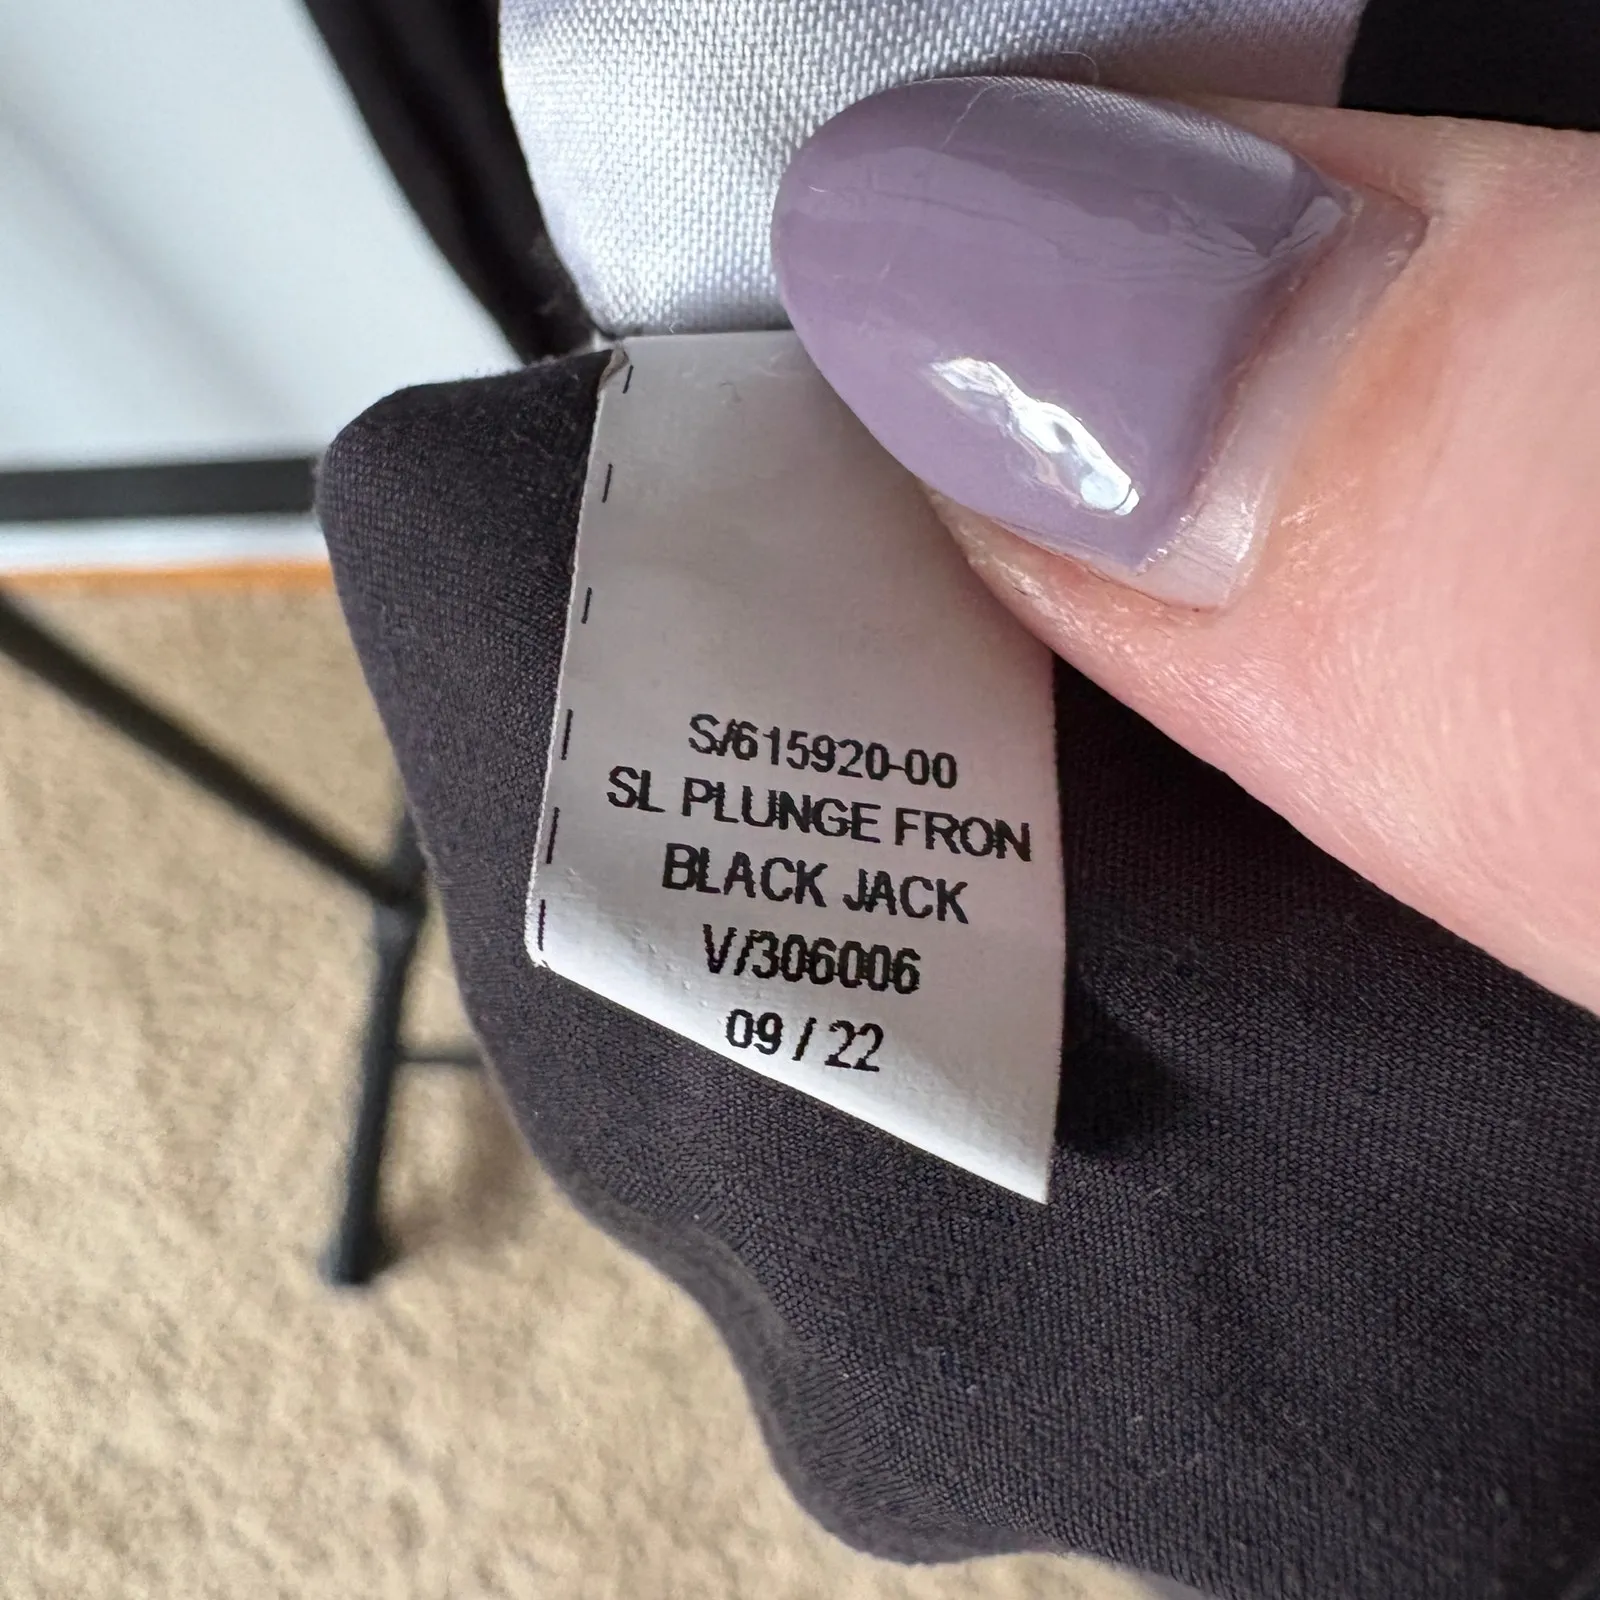 S/615920-00
SL PLUNGE FRON
BLACK JACK
V/306006
09 / 22